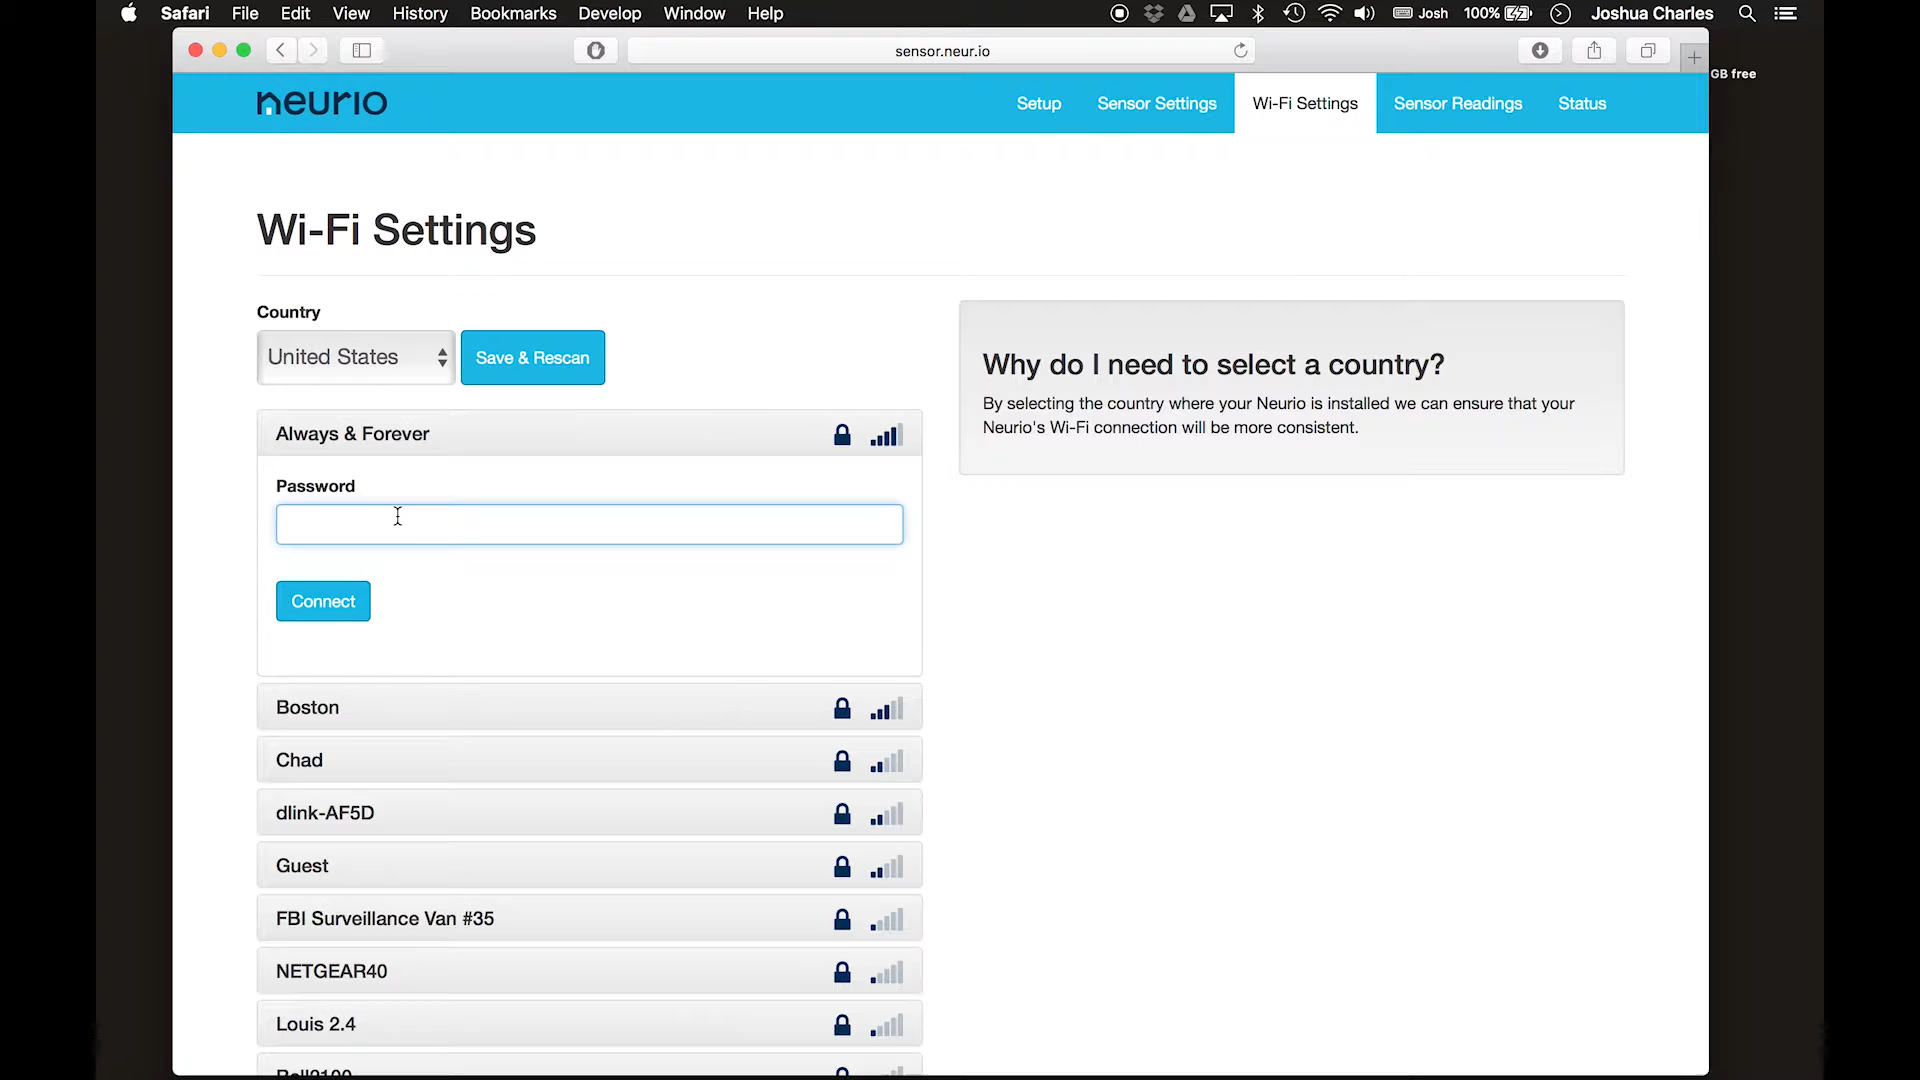 Safari File Edit View History Bookmarks Develop Window Help Josh 100% Joshua Charles
sensor.neur.io
GB free
neurio
Setup Sensor Settings Wi-Fi Settings Sensor Readings Status
Wi-Fi Settings
Country
United States Save & Rescan
Always & Forever
Password
Connect
Boston
Chad
dlink-AF5D
Guest
FBI Surveillance Van #35
NETGEAR40
Louis 2.4
Why do I need to select a country?
By selecting the country where your Neurio is installed we can ensure that your
Neurio's Wi-Fi connection will be more consistent.